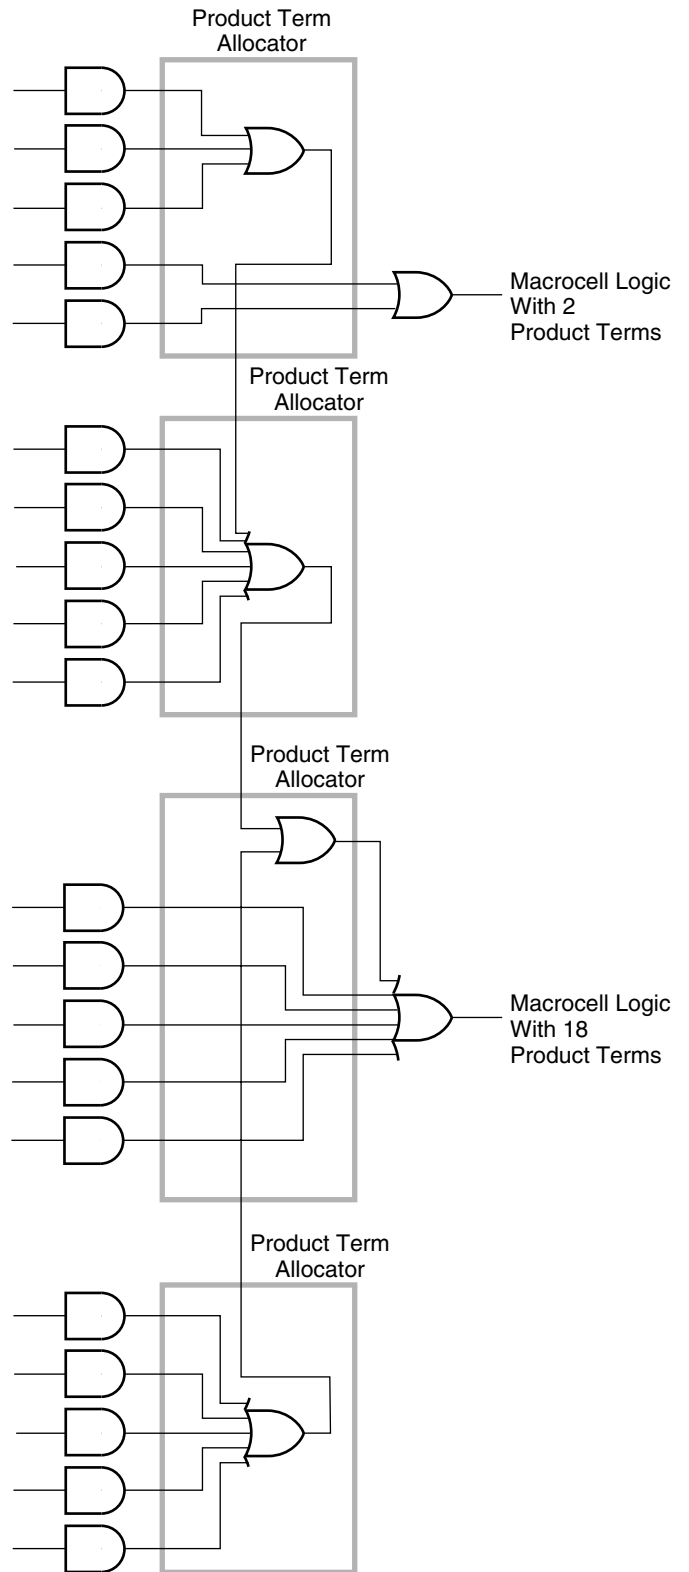 Product Term
Allocator
Macrocell Logic
With 2
Product Terms
Product Term
Allocator
Product Term
Allocator
Macrocell Logic
With 18
Product Terms
Product Term
Allocator